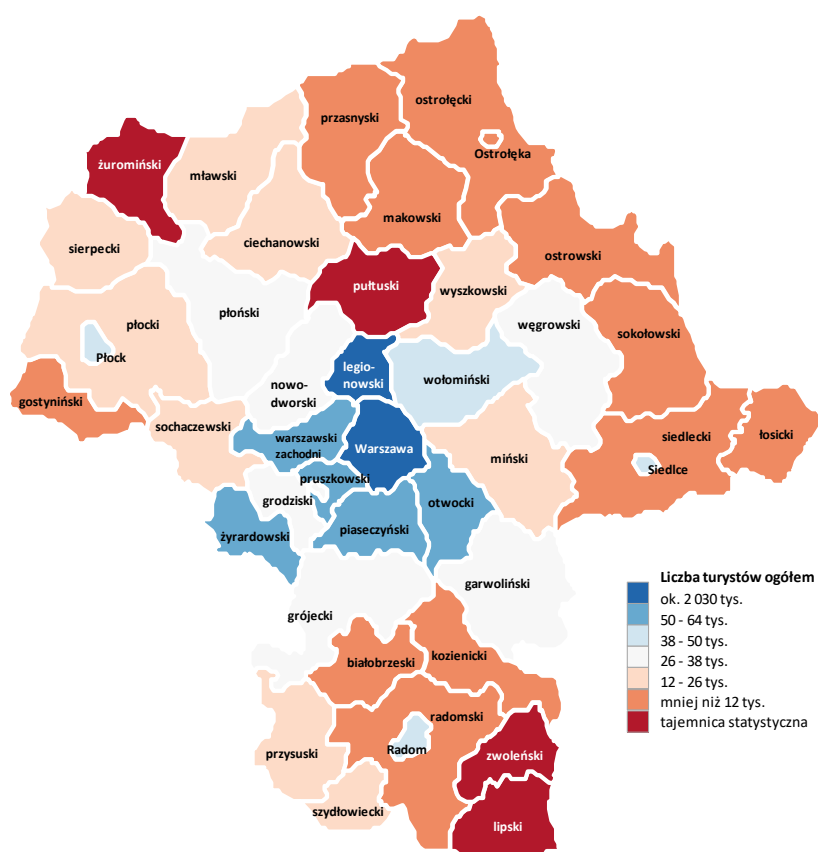 ostrołęcki
przasnyski
Ostrołęka
żuromiński
mławski
makowski
ciechanowski
sierpecki
ostrowski
pułtuski
wyszkowski
płoński
płocki
węgrowski
sokołowski
Płock
legio-
nowski
wołomiński
nowo-
dworski
gostyniński
sochaczewski
warszawski
zachodni
Warszawa
siedlecki
łosicki
miński
Siedlce
pruszkowski
grodziski
otwocki
żyrardowski
piaseczyński
garwoliński
grójecki
białobrzeski
kozienicki
radomski
Radom
przysuski
zwoleński
szydłowiecki
lipski
Liczba turystów ogółem
ok. 2 030 tys.
50 - 64 tys.
38 - 50 tys.
26 - 38 tys.
12 - 26 tys.
mniej niż 12 tys.
tajemnica statystyczna